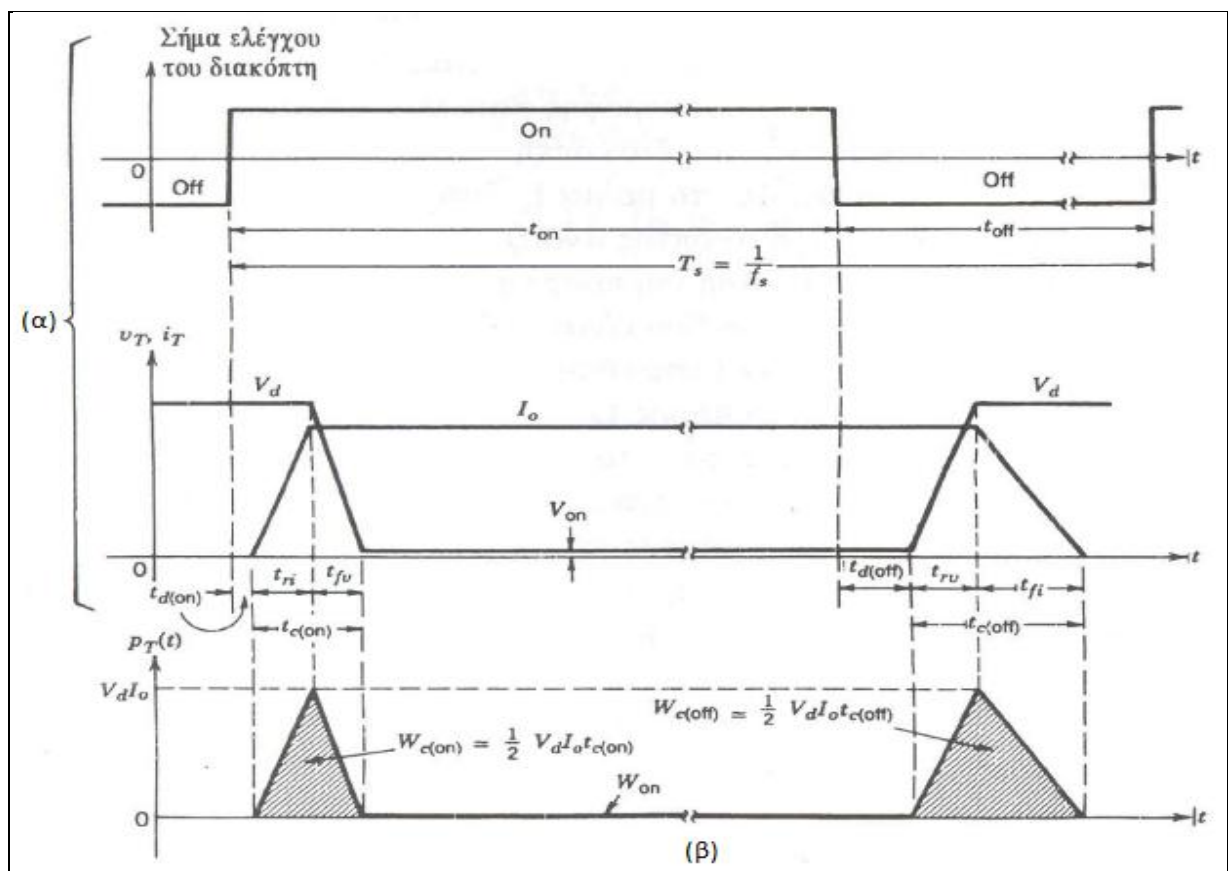 Σήμα ελέγχου
του διακόπτη
On
0
t
Off
Off
t_on
t_off
T_s = 1/f_s
(α)
υ_T, i_T
V_d
V_d
I_o
V_on
0
t
t_d(on)
t_ri
t_fv
t_d(off)
t_rv
t_fi
t_c(on)
t_c(off)
p_T(t)
V_dI_o
W_c(off) ≃ 1/2 V_dI_ot_c(off)
W_c(on) ≃ 1/2 V_dI_ot_c(on)
W_on
0
t
(β)